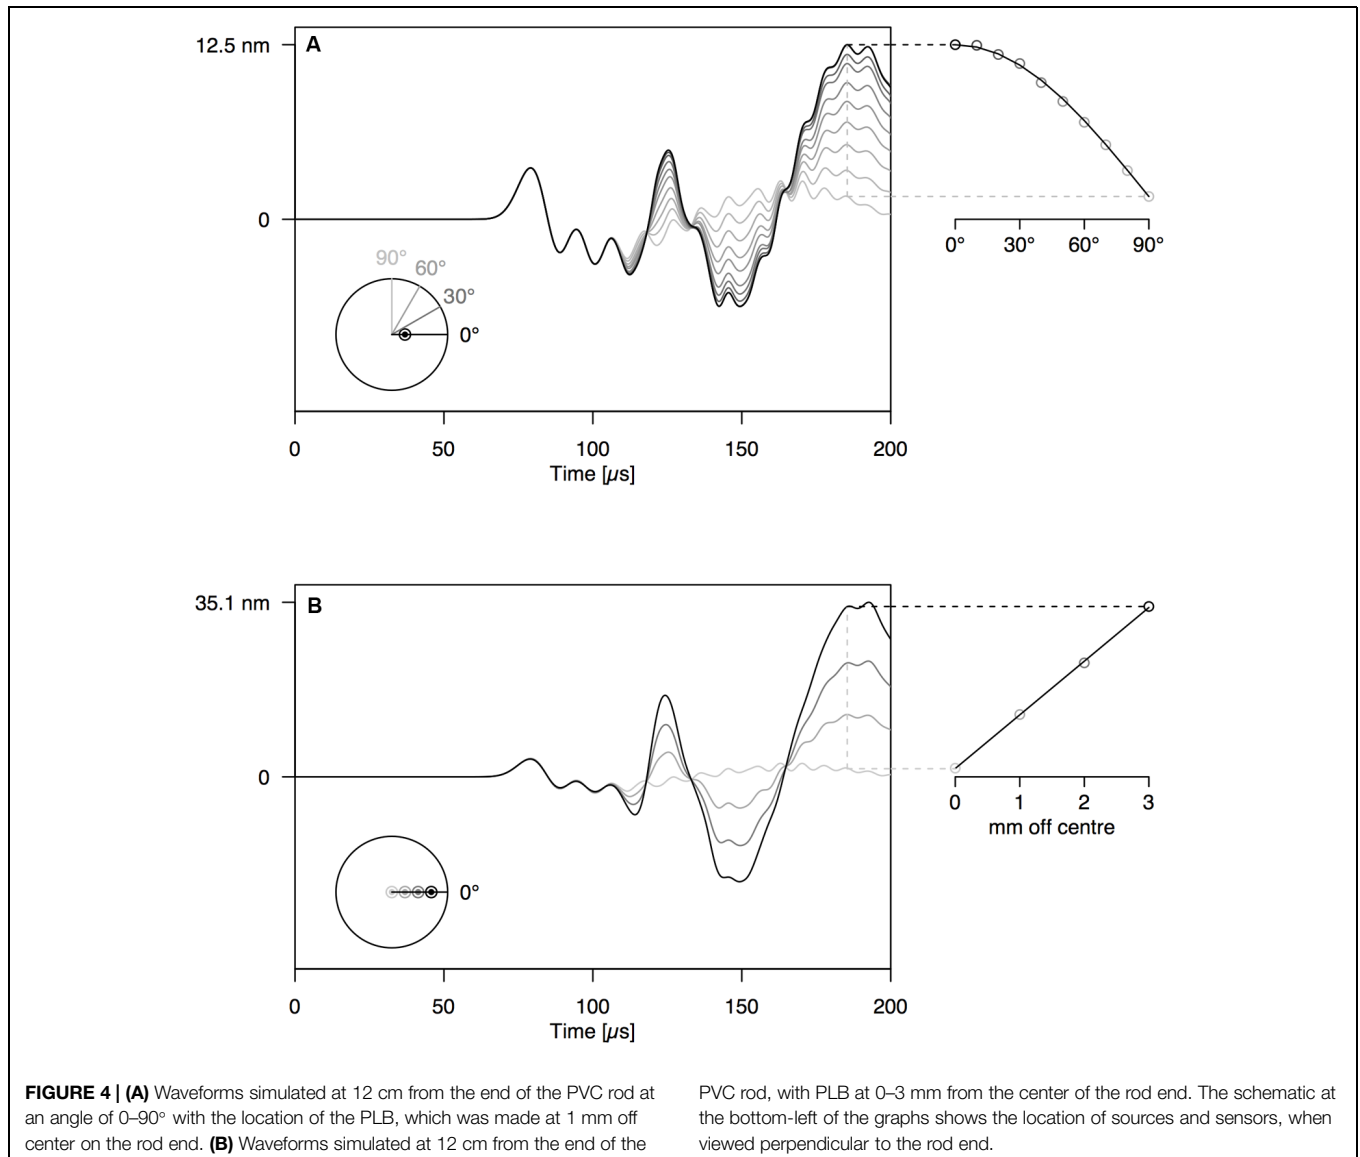 12.5 nm
A
0
90°
60°
30°
0°
0 50 100 150 200
Time [µs]
0° 30° 60° 90°
35.1 nm
B
0
0°
0 50 100 150 200
Time [µs]
0 1 2 3
mm off centre
FIGURE 4 | (A) Waveforms simulated at 12 cm from the end of the PVC rod at
an angle of 0–90° with the location of the PLB, which was made at 1 mm off
center on the rod end. (B) Waveforms simulated at 12 cm from the end of the
PVC rod, with PLB at 0–3 mm from the center of the rod end. The schematic at
the bottom-left of the graphs shows the location of sources and sensors, when
viewed perpendicular to the rod end.